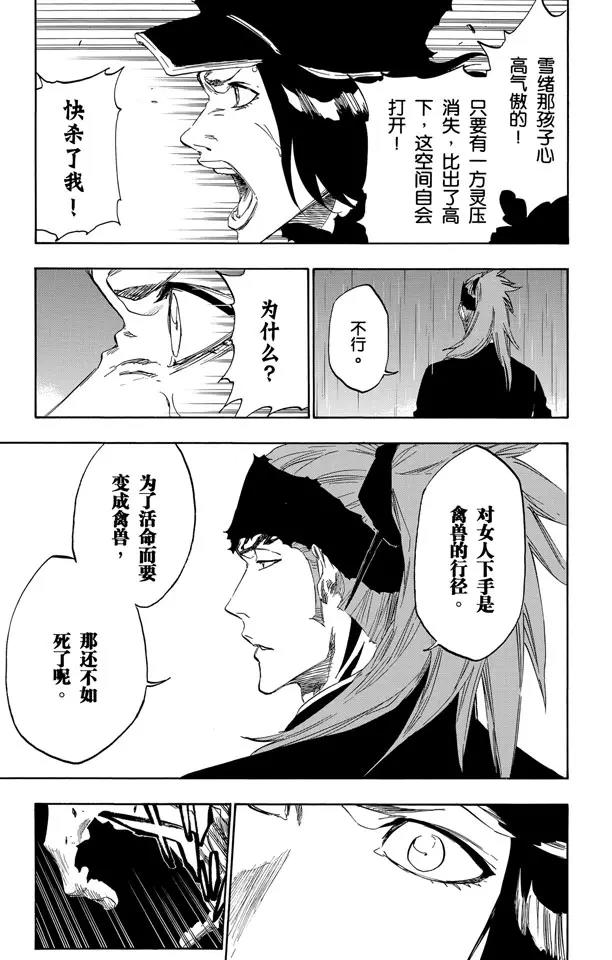 雪绪那孩子心
高气傲的！
只要有一方灵压
消失，比出了高
下，这空间自会
打开！
快杀了我！
不行。
为什么？
对女人下手是
禽兽的行径。
为了活命而要
变成禽兽，
那还不如
死了呢。